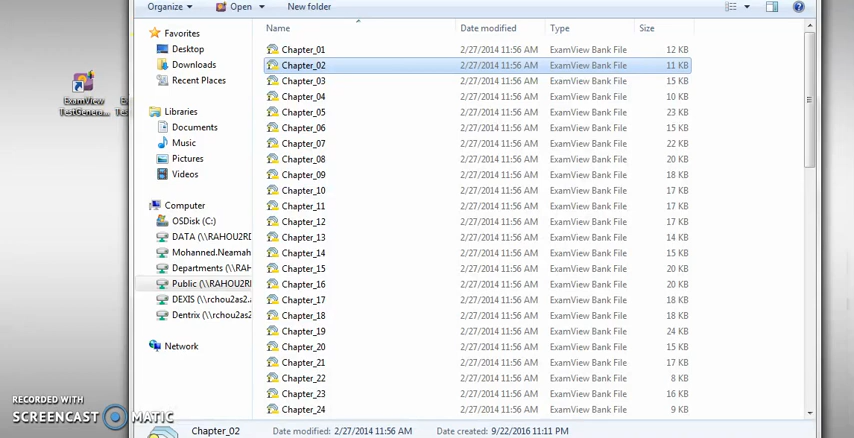 Organize Open New folder
Name Date modified Type Size
Favorites
Desktop
Downloads
Recent Places
Libraries
Documents
Music
Pictures
Videos
Computer
OSDisk (C:)
DATA (\\RAHOU2RD
Mohanned.Neamah
Departments (\\RAH
Public (\\RAHOU2RI
DEXIS (\\rchou2as2.
Dentrix (\\rchou2as2
Network
ExamView
TestGenera...
Chapter_01 2/27/2014 11:56 AM ExamView Bank File 12 KB
Chapter_02 2/27/2014 11:56 AM ExamView Bank File 11 KB
Chapter_03 2/27/2014 11:56 AM ExamView Bank File 15 KB
Chapter_04 2/27/2014 11:56 AM ExamView Bank File 10 KB
Chapter_05 2/27/2014 11:56 AM ExamView Bank File 23 KB
Chapter_06 2/27/2014 11:56 AM ExamView Bank File 15 KB
Chapter_07 2/27/2014 11:56 AM ExamView Bank File 22 KB
Chapter_08 2/27/2014 11:56 AM ExamView Bank File 20 KB
Chapter_09 2/27/2014 11:56 AM ExamView Bank File 18 KB
Chapter_10 2/27/2014 11:56 AM ExamView Bank File 17 KB
Chapter_11 2/27/2014 11:56 AM ExamView Bank File 17 KB
Chapter_12 2/27/2014 11:56 AM ExamView Bank File 19 KB
Chapter_13 2/27/2014 11:56 AM ExamView Bank File 14 KB
Chapter_14 2/27/2014 11:56 AM ExamView Bank File 15 KB
Chapter_15 2/27/2014 11:56 AM ExamView Bank File 20 KB
Chapter_16 2/27/2014 11:56 AM ExamView Bank File 20 KB
Chapter_17 2/27/2014 11:56 AM ExamView Bank File 18 KB
Chapter_18 2/27/2014 11:56 AM ExamView Bank File 18 KB
Chapter_19 2/27/2014 11:56 AM ExamView Bank File 24 KB
Chapter_20 2/27/2014 11:56 AM ExamView Bank File 15 KB
Chapter_21 2/27/2014 11:56 AM ExamView Bank File 17 KB
Chapter_22 2/27/2014 11:56 AM ExamView Bank File 8 KB
Chapter_23 2/27/2014 11:56 AM ExamView Bank File 16 KB
Chapter_24 2/27/2014 11:56 AM ExamView Bank File 9 KB
Chapter_02 Date modified: 2/27/2014 11:56 AM Date created: 9/22/2016 11:11 PM
RECORDED WITH
SCREENCAST MATIC